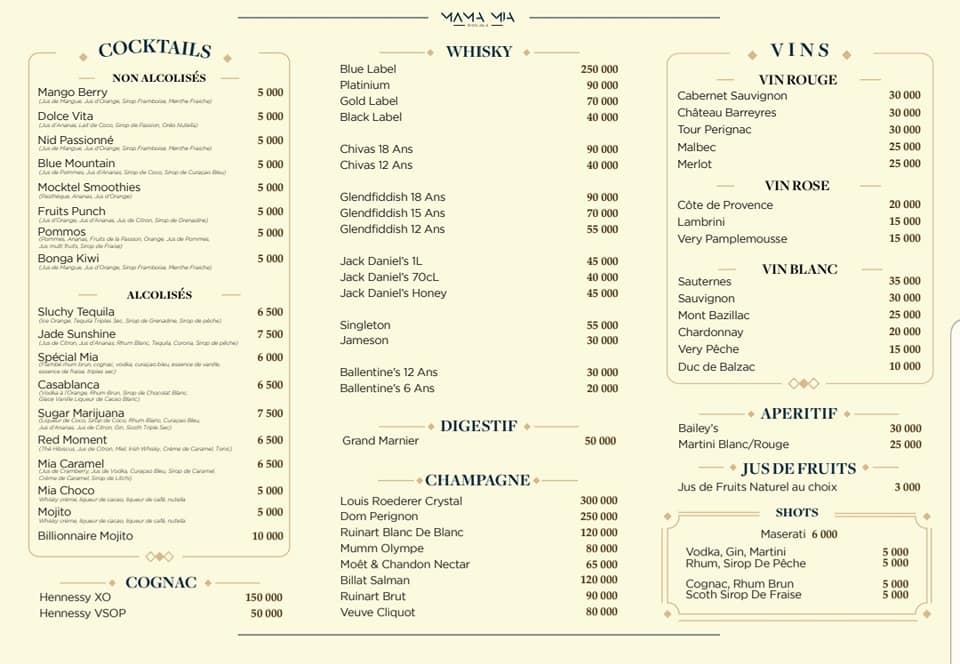 MAMA MIA
COCKTAILS
NON ALCOLISÉS
Mango Berry 5 000
(Jus de Mangue, Jus d'Orange, Sirop Framboise, Menthe Fraiche)
Dolce Vita 5 000
(Jus d'Ananas, Lait de Coco, Sirop de Passion, Oréo Nutella)
Nid Passionné 5 000
(Jus de Mangue, Jus d'Orange, Sirop Framboise, Menthe Fraiche)
Blue Mountain 5 000
(Jus de Pommes, Jus d'Ananas, Sirop de Coco, Sirop de Curaçao Bleu)
Mocktel Smoothies 5 000
(Pastheque, Ananas, Jus d'Orange)
Fruits Punch 5 000
(Jus d'Orange, Jus d'Ananas, Jus de Citron, Sirop de Grenadine)
Pommos 5 000
(Pommes, Ananas, Fruits de la Passion, Orange, Jus de Pommes,
Jus multi fruits, Sirop de Fraise)
Bonga Kiwi 5 000
(Jus de Mangue, Jus d'Orange, Sirop Framboise, Menthe Fraiche)
ALCOLISÉS
Sluchy Tequila 6 500
(Ice Orange, Tequila Triples Sec, Sirop de Grenadine, Sirop de pêche)
Jade Sunshine 7 500
(Jus de Citron, Jus d'Ananas, Rhum Blanc, Tequila, Corona, Sirop de pêche)
Spécial Mia 6 000
rhum brun, cognac, vodka, curaçao bleu, essence de vanille,
essence de fraise, triples sec)
Casablanca 6 500
(Vodka à l'Orange, Rhum Brun, Sirop de Chocolat Blanc,
Glace Vanille Liqueur de Cacao Blanc)
Sugar Marijuana 7 500
(Liqueur de Coco, Sirop de Coco, Rhum Blanc, Curaçao Bleu,
Jus d'Ananas, Jus de Citron, Gin, Scoth Triple Sec)
Red Moment 6 500
(Thé Hibiscus, Jus de Citron, Miel, Irish Whisky, Crème de Caramel, Tonic)
Mia Caramel 6 500
(Jus de Cramberry, Jus de Vodka, Curaçao Bleu, Sirop de Caramel,
Crème de Caramel, Sirop de Litchi)
Mia Choco 5 000
Whisky crème, liqueur de cacao, liqueur de café, nutella
Mojito 5 000
Whisky crème, liqueur de cacao, liqueur de café, nutella
Billionnaire Mojito 10 000
COGNAC
Hennessy XO 150 000
Hennessy VSOP 50 000
WHISKY
Blue Label 250 000
Platinium 90 000
Gold Label 70 000
Black Label 40 000
Chivas 18 Ans 90 000
Chivas 12 Ans 40 000
Glendfiddish 18 Ans 90 000
Glendfiddish 15 Ans 70 000
Glendfiddish 12 Ans 55 000
Jack Daniel's 1L 45 000
Jack Daniel's 70cL 40 000
Jack Daniel's Honey 45 000
Singleton 55 000
Jameson 30 000
Ballentine's 12 Ans 30 000
Ballentine's 6 Ans 20 000
DIGESTIF
Grand Marnier 50 000
CHAMPAGNE
Louis Roederer Crystal 300 000
Dom Perignon 250 000
Ruinart Blanc De Blanc 120 000
Mumm Olympe 80 000
Moêt & Chandon Nectar 65 000
Billat Salman 120 000
Ruinart Brut 90 000
Veuve Cliquot 80 000
VINS
VIN ROUGE
Cabernet Sauvignon 30 000
Château Barreyres 30 000
Tour Perignac 30 000
Malbec 25 000
Merlot 25 000
VIN ROSE
Côte de Provence 20 000
Lambrini 15 000
Very Pamplemousse 15 000
VIN BLANC
Sauternes 35 000
Sauvignon 30 000
Mont Bazillac 25 000
Chardonnay 20 000
Very Pêche 15 000
Duc de Balzac 10 000
APERITIF
Bailey's 30 000
Martini Blanc/Rouge 25 000
JUS DE FRUITS
Jus de Fruits Naturel au choix 3 000
SHOTS
Maserati 6 000
Vodka, Gin, Martini 5 000
Rhum, Sirop De Pêche 5 000
Cognac, Rhum Brun 5 000
Scoth Sirop De Fraise 5 000